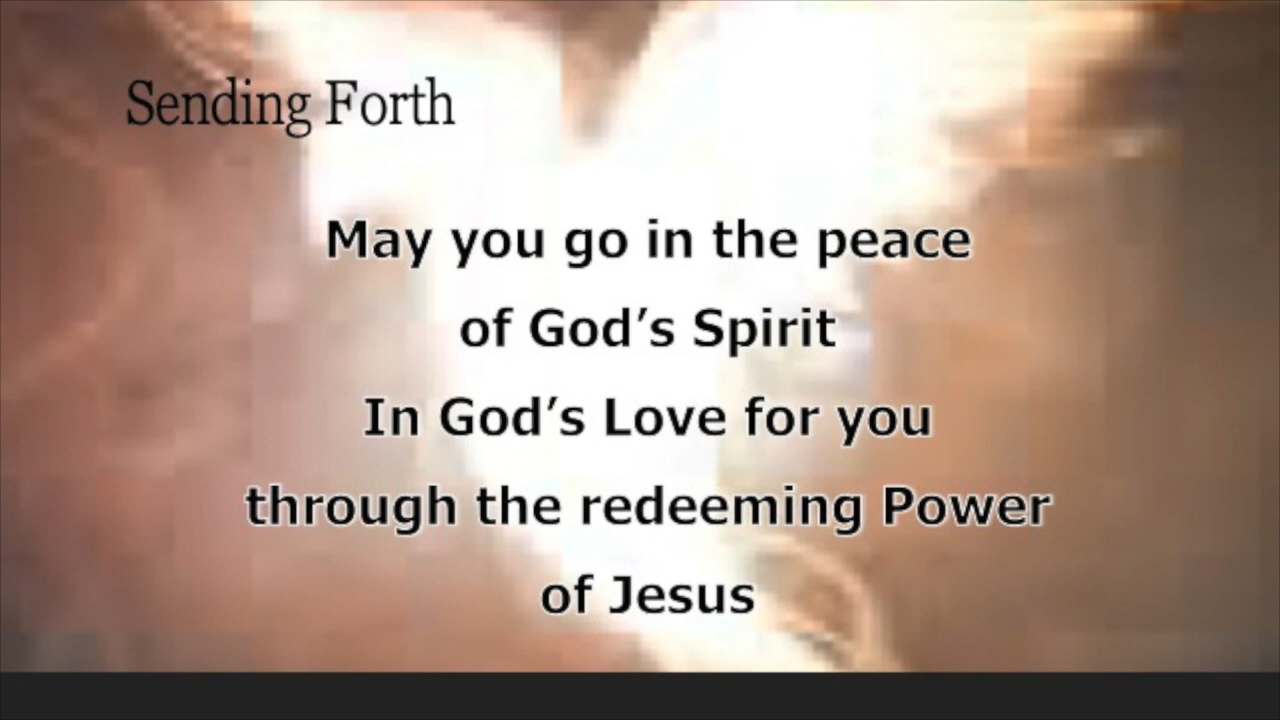 Sending Forth
May you go in the peace
of God’s Spirit
In God’s Love for you
through the redeeming Power
of Jesus